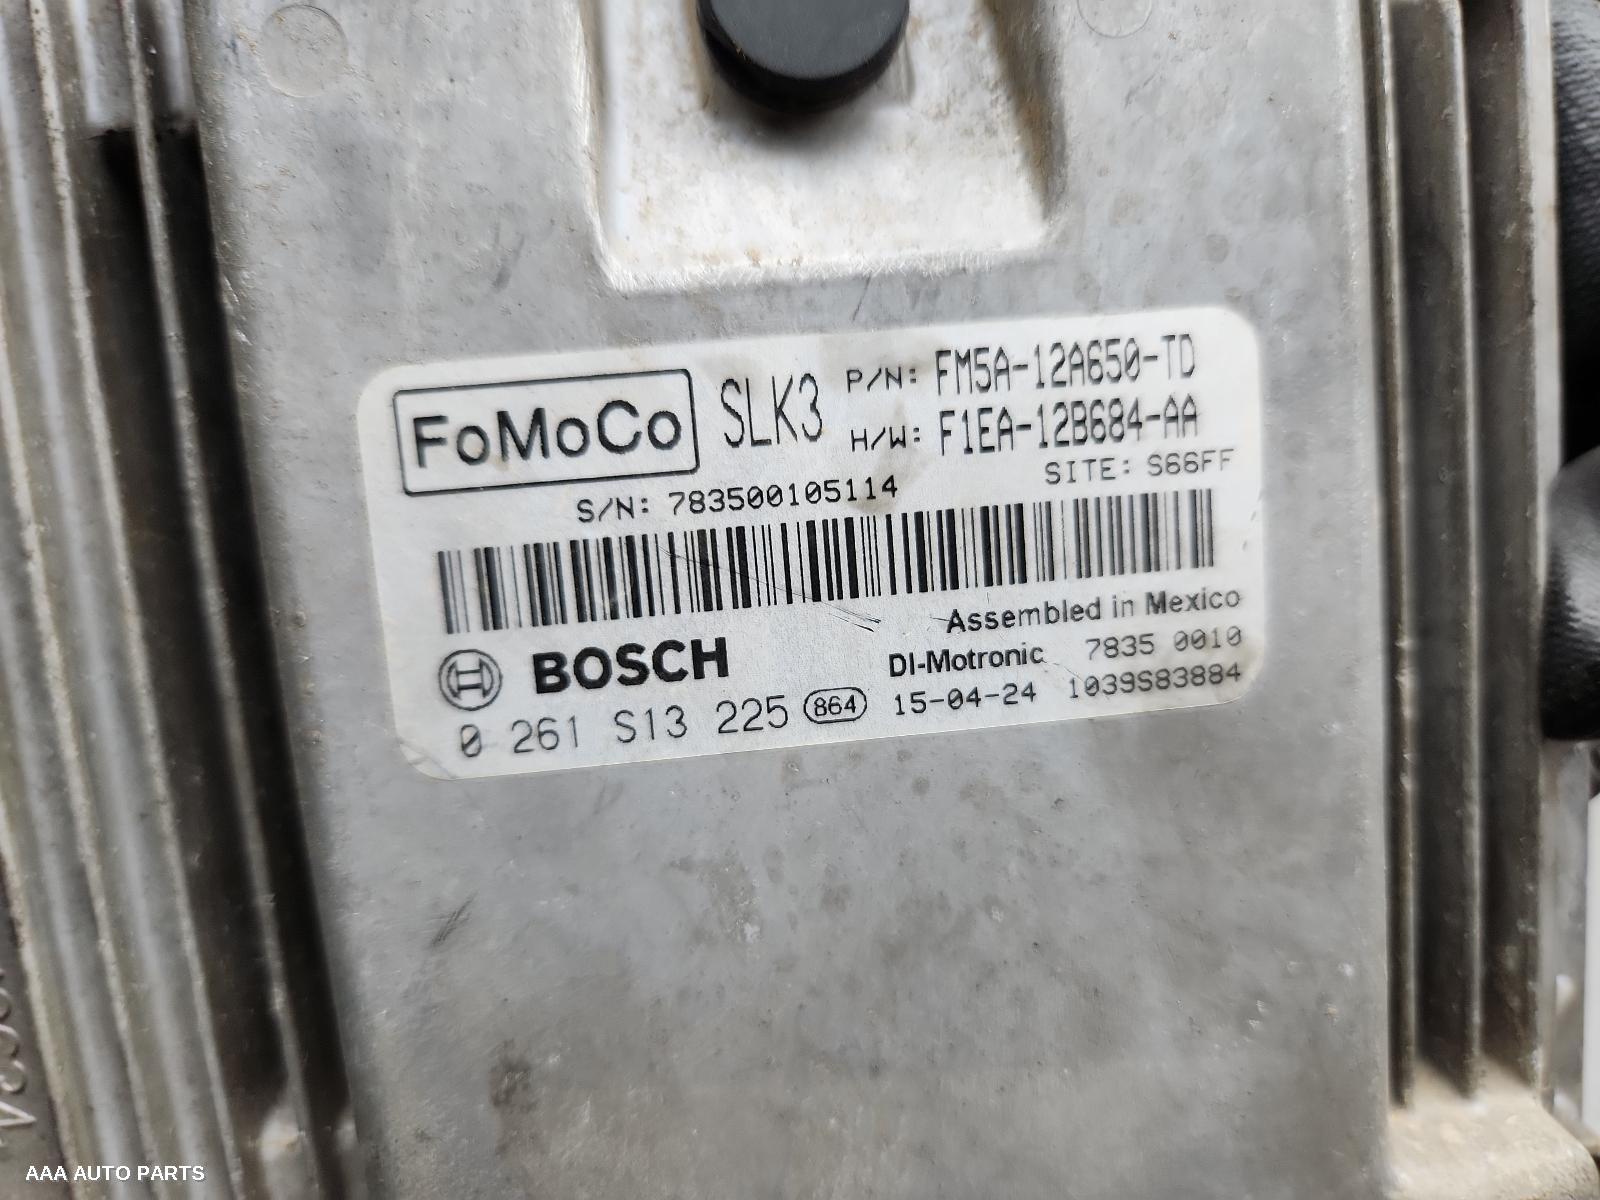 FoMoCo SLK3 P/N: FM5A-12A650-TD
H/W: F1EA-12B684-AA
S/N: 783500105114 SITE: S66FF
Assembled in Mexico
BOSCH DI-Motronic 7835 0010
0 261 S13 225 864 15-04-24 1039S83884
AAA AUTO PARTS